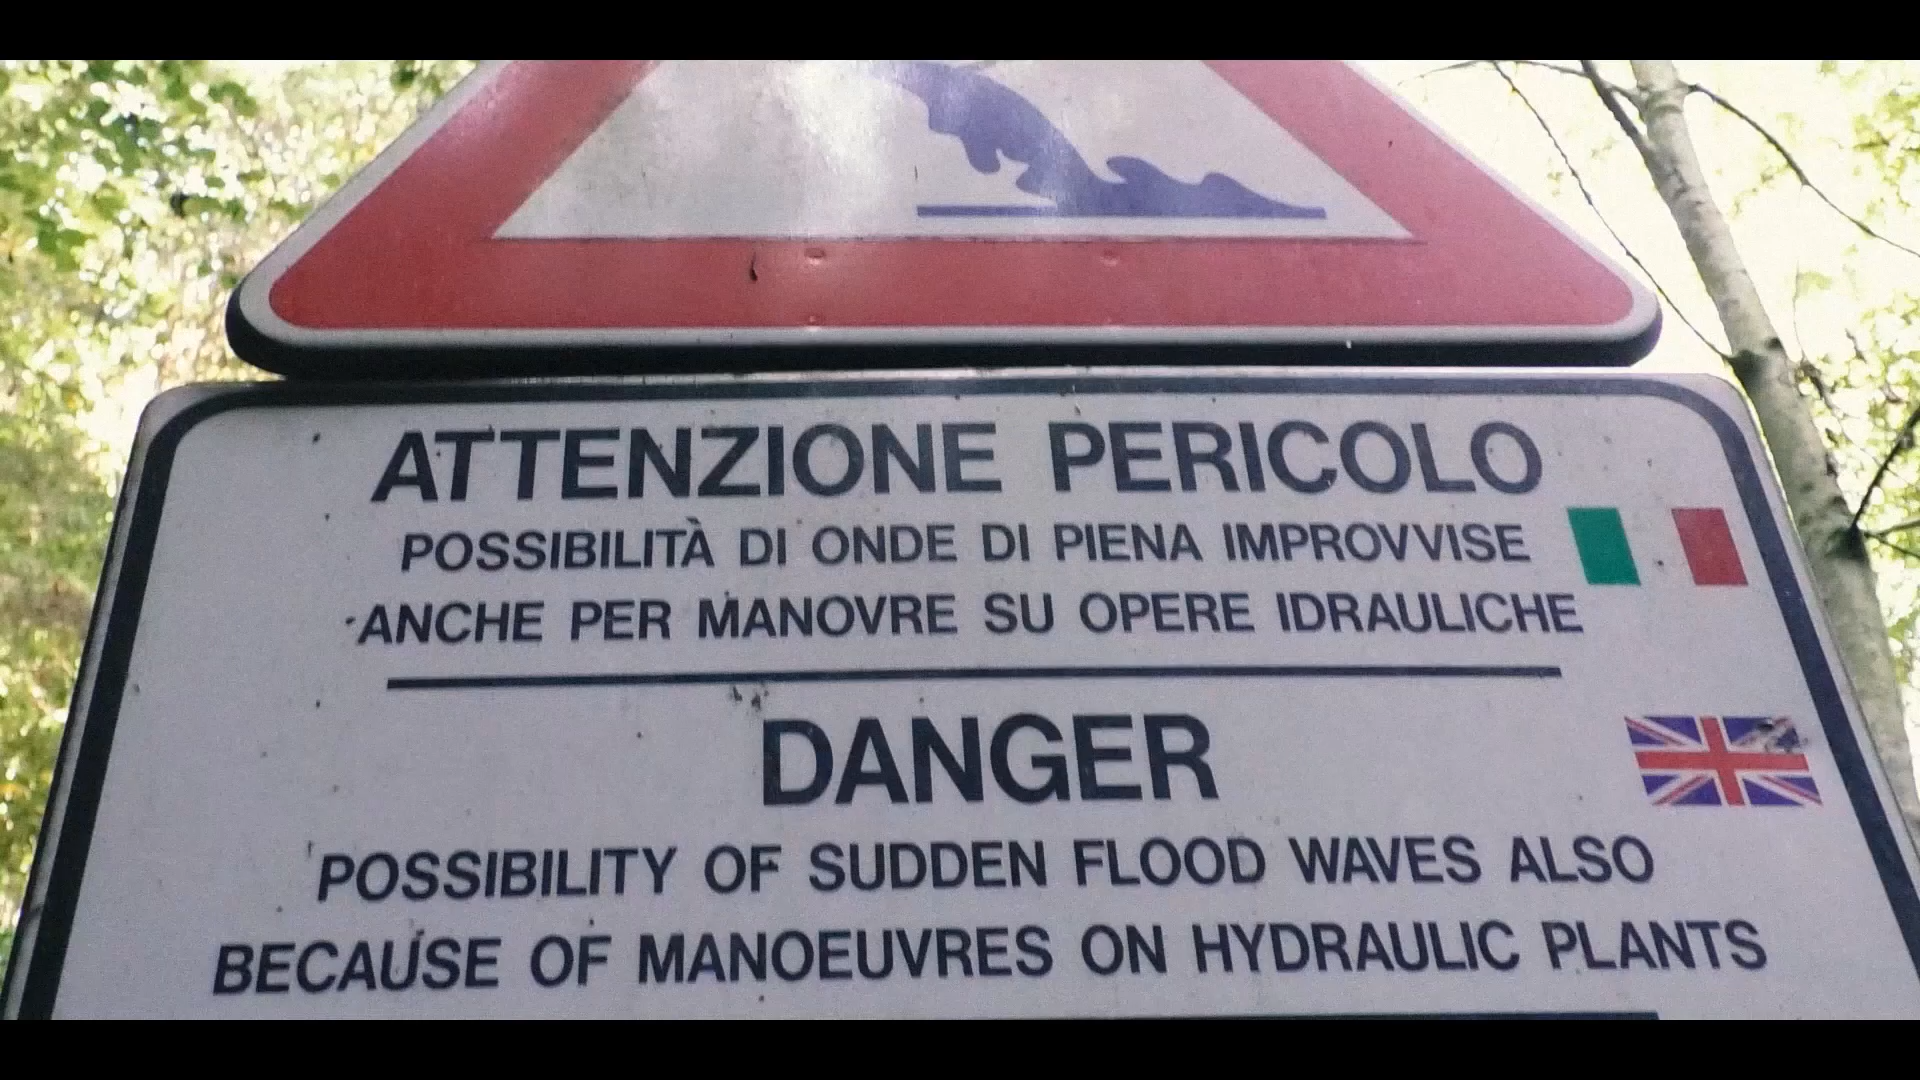 ATTENZIONE PERICOLO
POSSIBILITÀ DI ONDE DI PIENA IMPROVVISE
ANCHE PER MANOVRE SU OPERE IDRAULICHE
DANGER
POSSIBILITY OF SUDDEN FLOOD WAVES ALSO
BECAUSE OF MANOEUVRES ON HYDRAULIC PLANTS